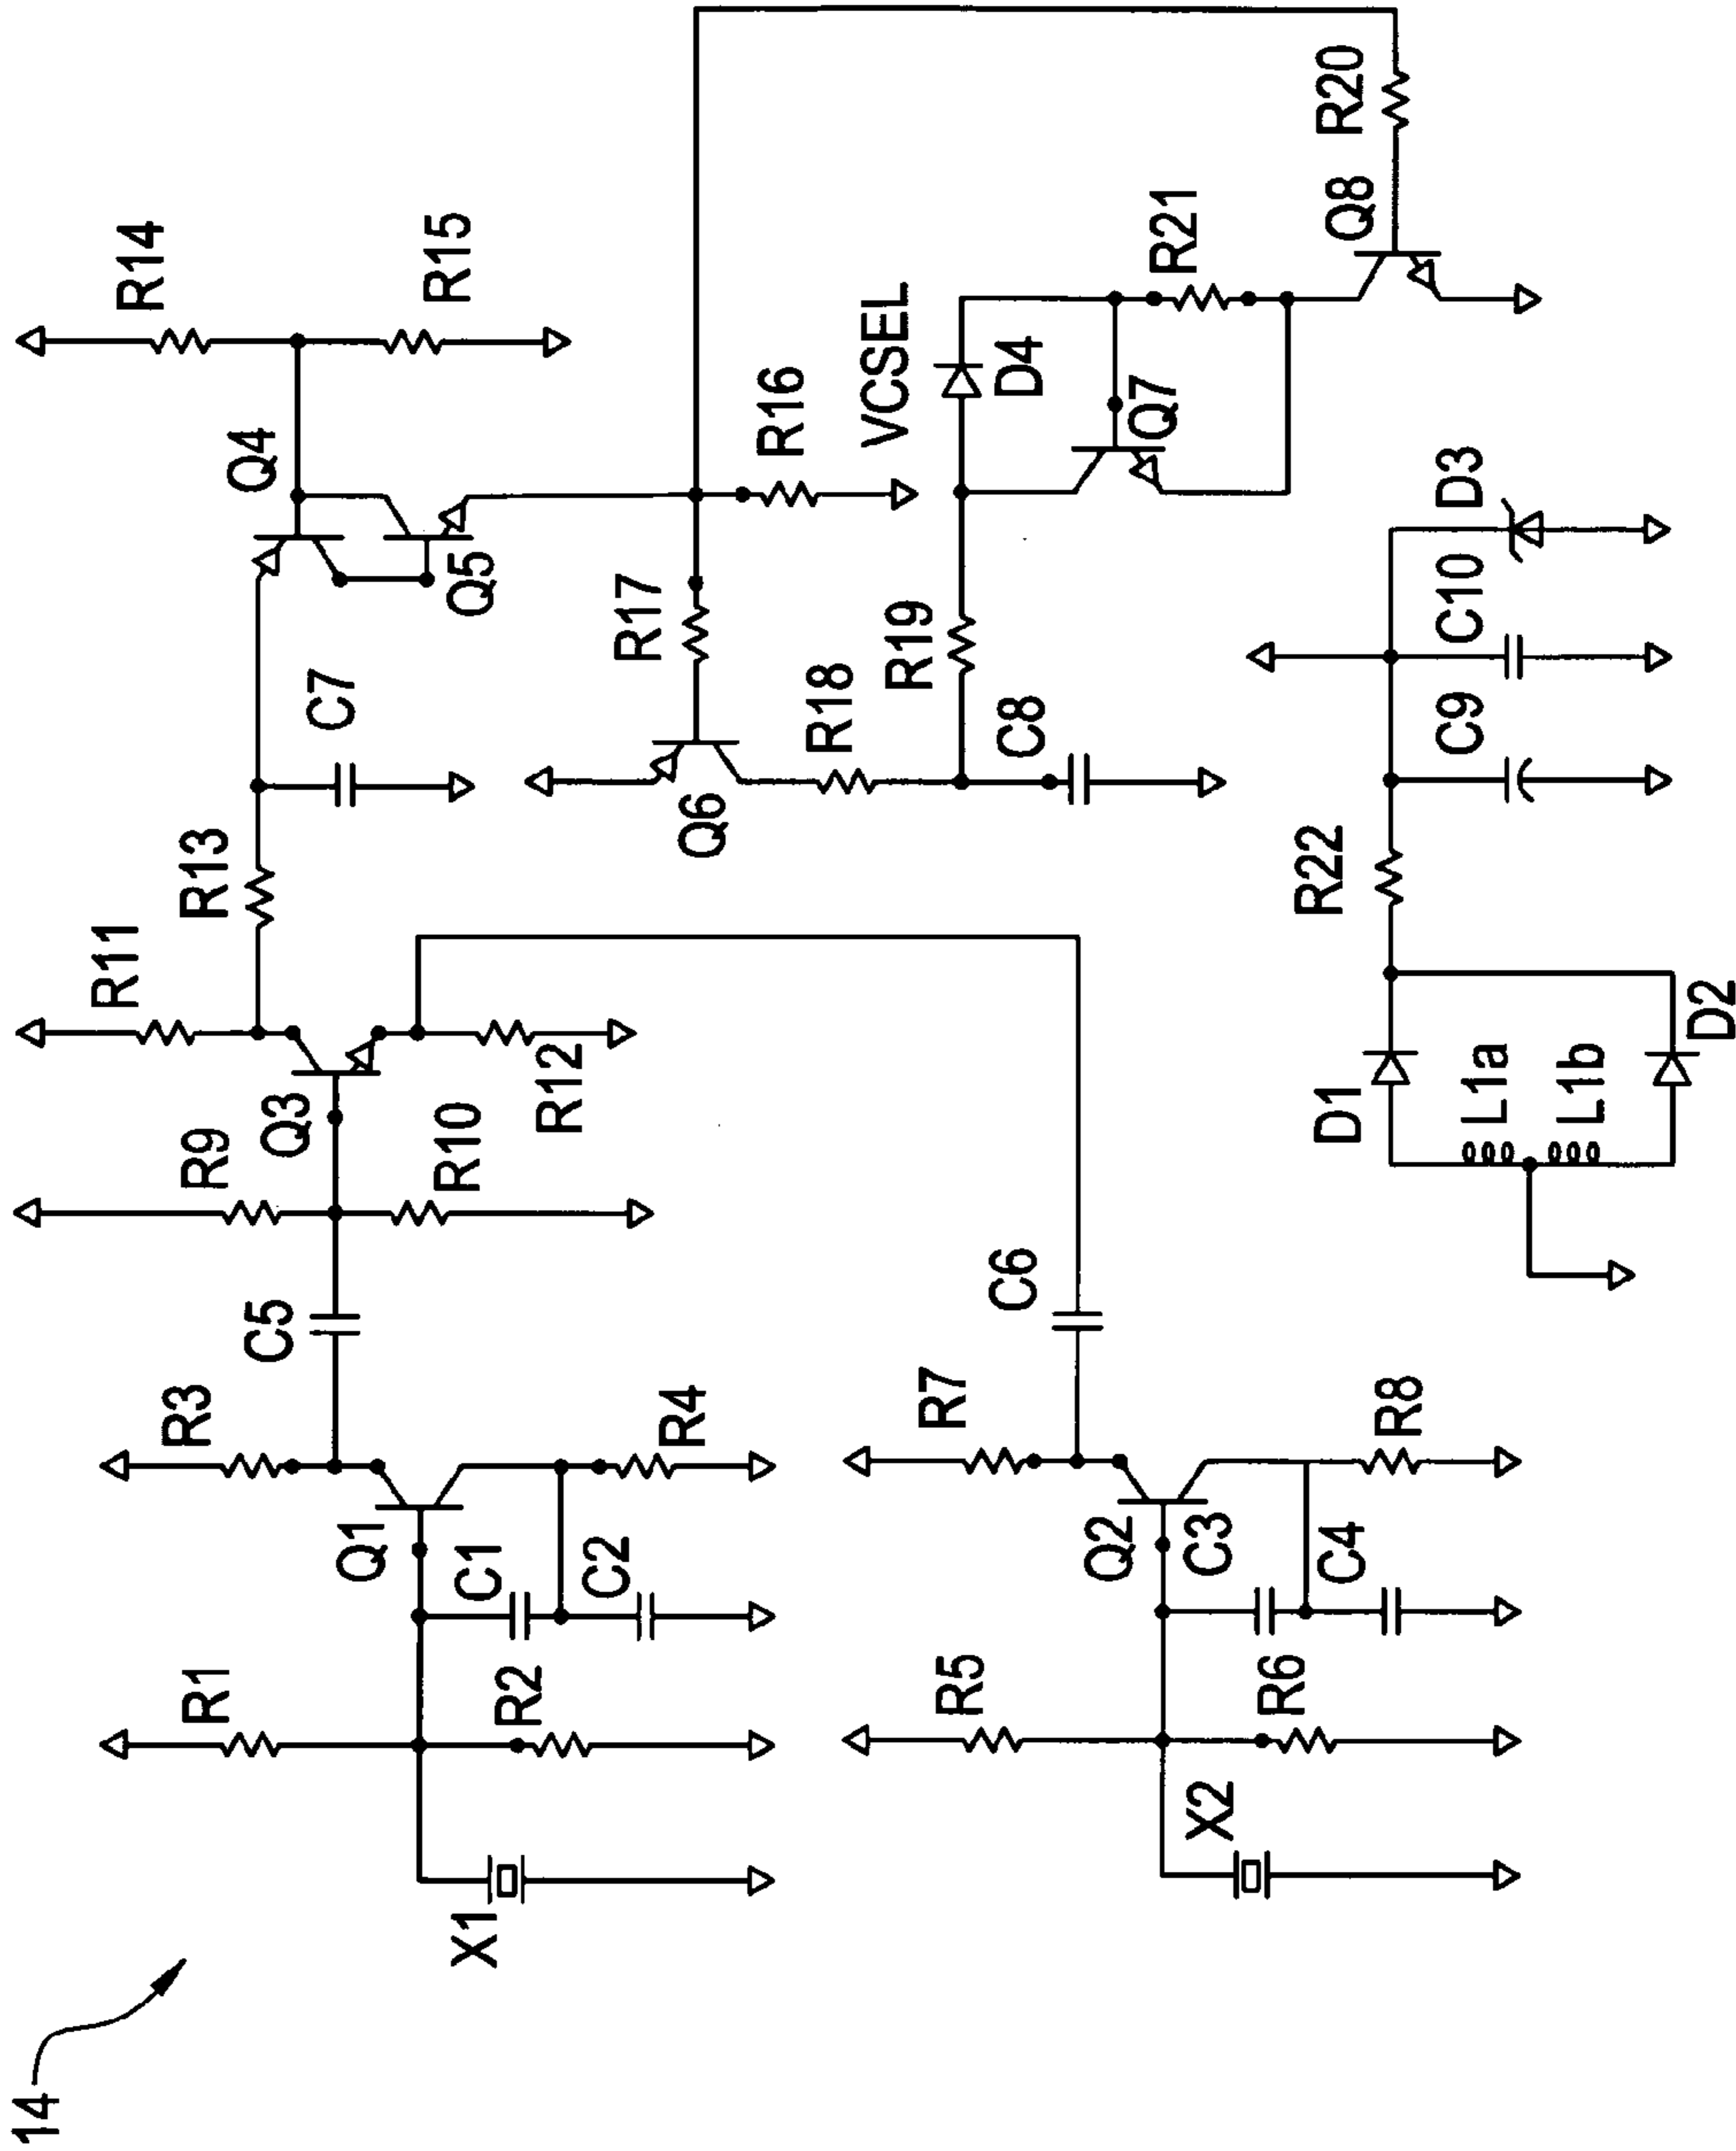 14
X1
R1
R2
C1
C2
Q1
R3
R4
C5
R9
R10
Q3
R11
R12
R13
C7
Q4
Q5
R14
R15
R16
R17
Q6
R18
R19
C8
VCSEL
D4
Q7
R21
Q8
R20
X2
R5
R6
C3
C4
Q2
R7
R8
C6
D1
L1a
L1b
D2
R22
C9
C10
D3